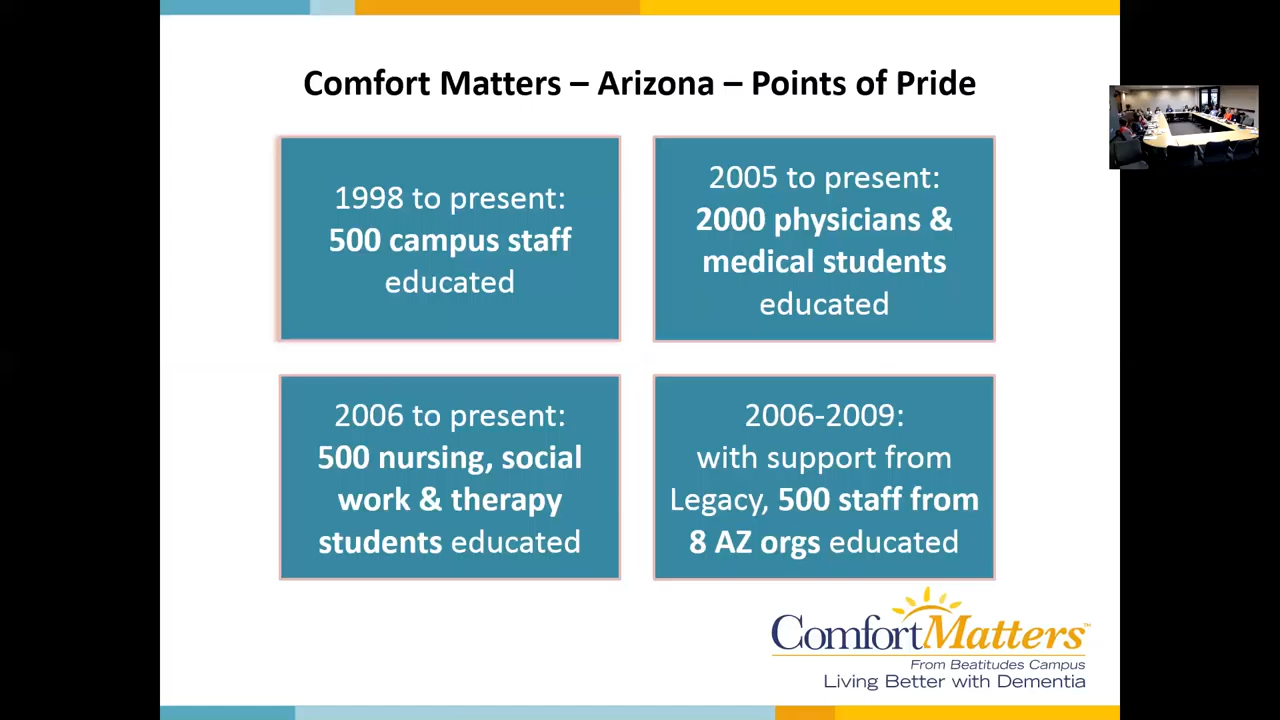 Comfort Matters – Arizona – Points of Pride
1998 to present:
500 campus staff
educated
2005 to present:
2000 physicians &
medical students
educated
2006 to present:
500 nursing, social
work & therapy
students educated
2006-2009:
with support from
Legacy, 500 staff from
8 AZ orgs educated
ComfortMatters™
From Beatitudes Campus
Living Better with Dementia